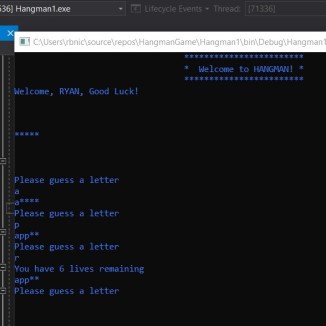 536] Hangman1.exe
Lifecycle Events
Thread:
[71336]
C:\Users\rbnic\source\repos\HangmanGame\Hangman1\bin\Debug\Hangman1
************************
* Welcome to HANGMAN! *
************************
Welcome, RYAN, Good Luck!
*****
Please guess a letter
a
a****
Please guess a letter
p
app**
Please guess a letter
r
You have 6 lives remaining
app**
Please guess a letter